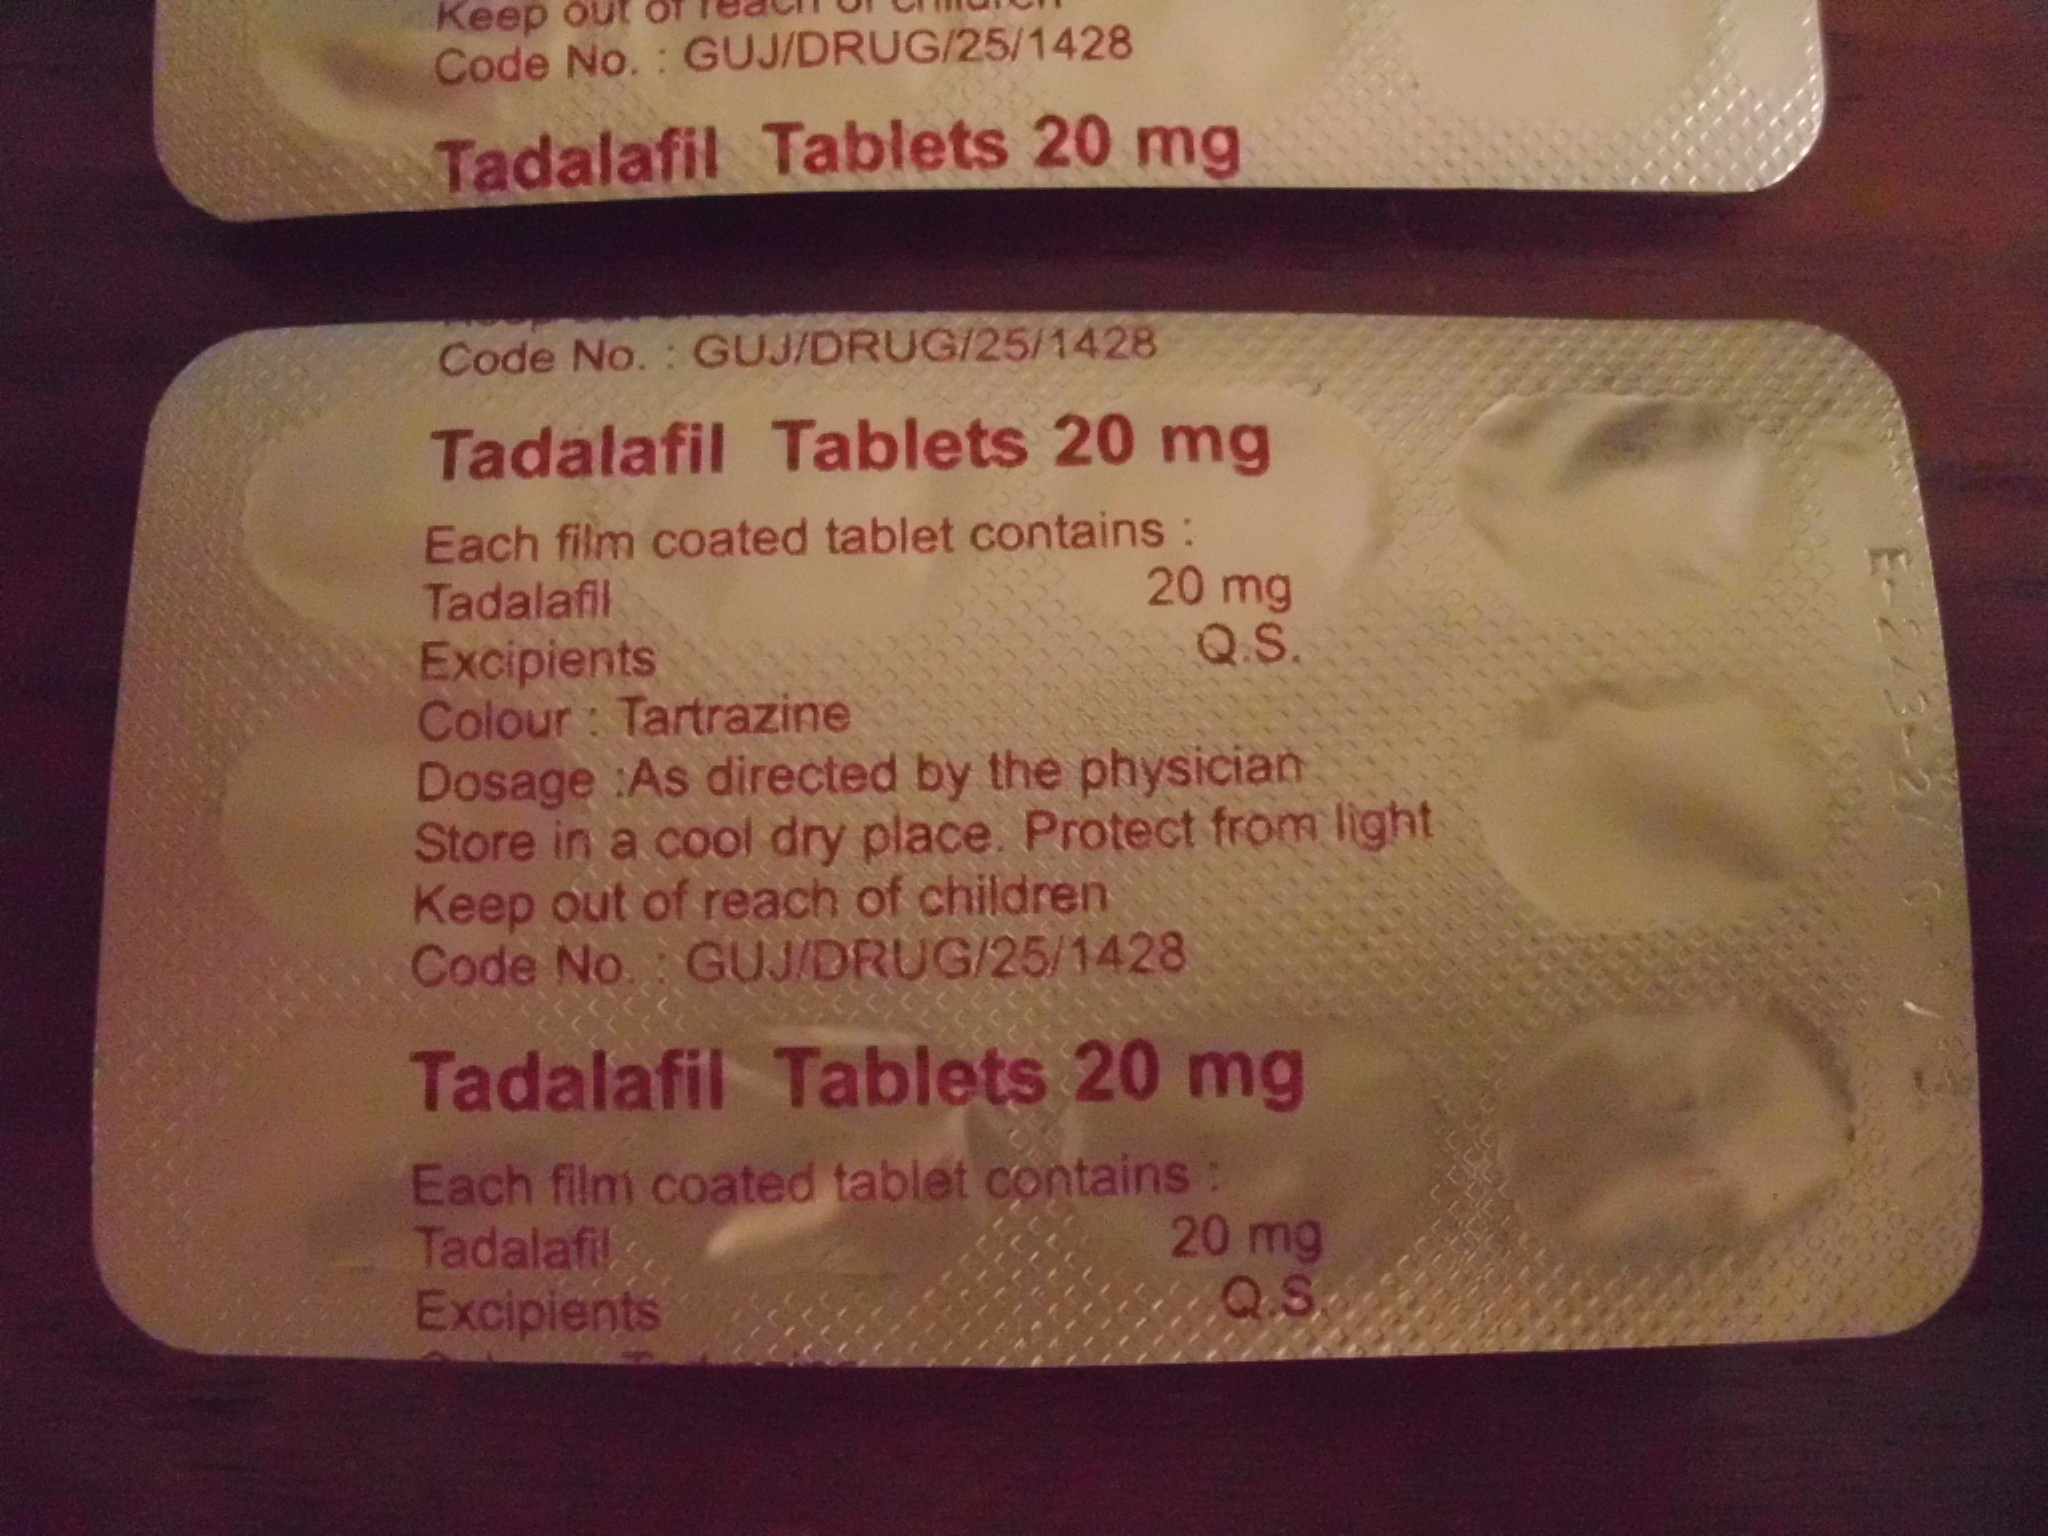 Keep out of reach of children
Code No. : GUJ/DRUG/25/1428
Tadalafil Tablets 20 mg
Code No. : GUJ/DRUG/25/1428
Tadalafil Tablets 20 mg
Each film coated tablet contains :
Tadalafil 20 mg
Excipients Q.S.
Colour : Tartrazine
Dosage :As directed by the physician
Store in a cool dry place. Protect from light
Keep out of reach of children
Code No. : GUJ/DRUG/25/1428
Tadalafil Tablets 20 mg
Each film coated tablet contains :
Tadalafil 20 mg
Excipients Q.S.